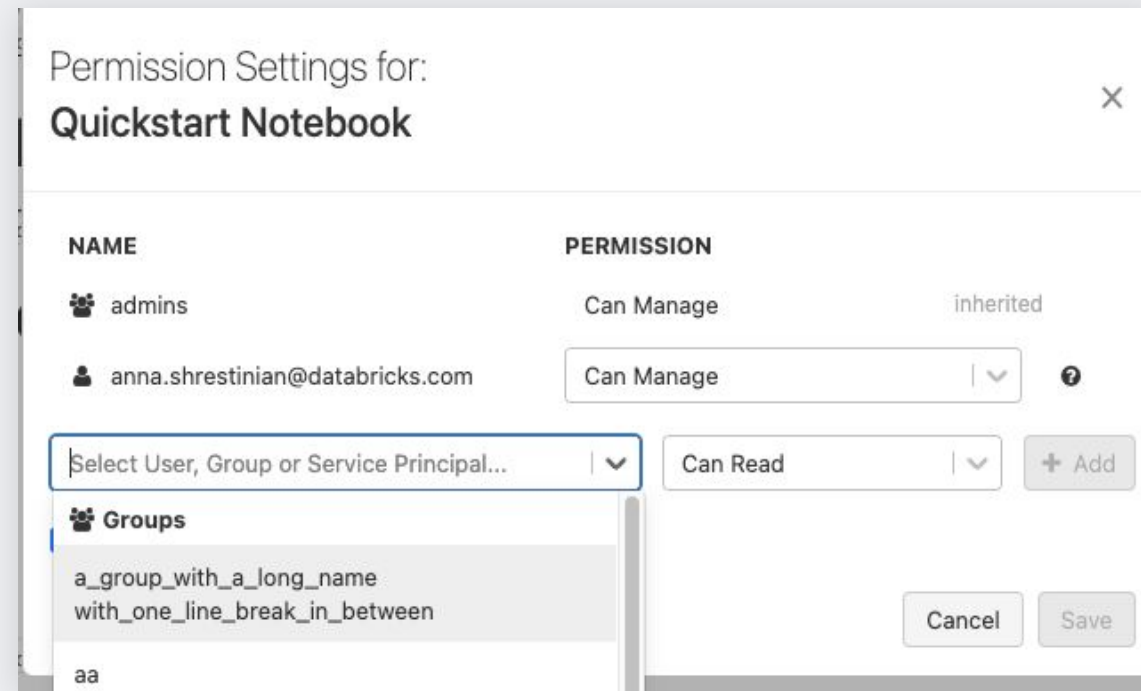 Permission Settings for:
Quickstart Notebook
NAME PERMISSION
admins Can Manage inherited
anna.shrestinian@databricks.com Can Manage
Select User, Group or Service Principal... Can Read + Add
Groups
a_group_with_a_long_name
with_one_line_break_in_between
Cancel Save
aa